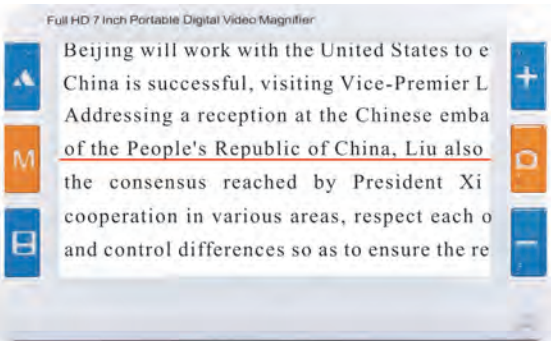 Full HD 7 Inch Portable Digital Video Magnifier
Beijing will work with the United States to e
China is successful, visiting Vice-Premier L
Addressing a reception at the Chinese emba
M
of the People's Republic of China, Liu also
the consensus reached by President Xi
cooperation in various areas, respect each o
and control differences so as to ensure the re